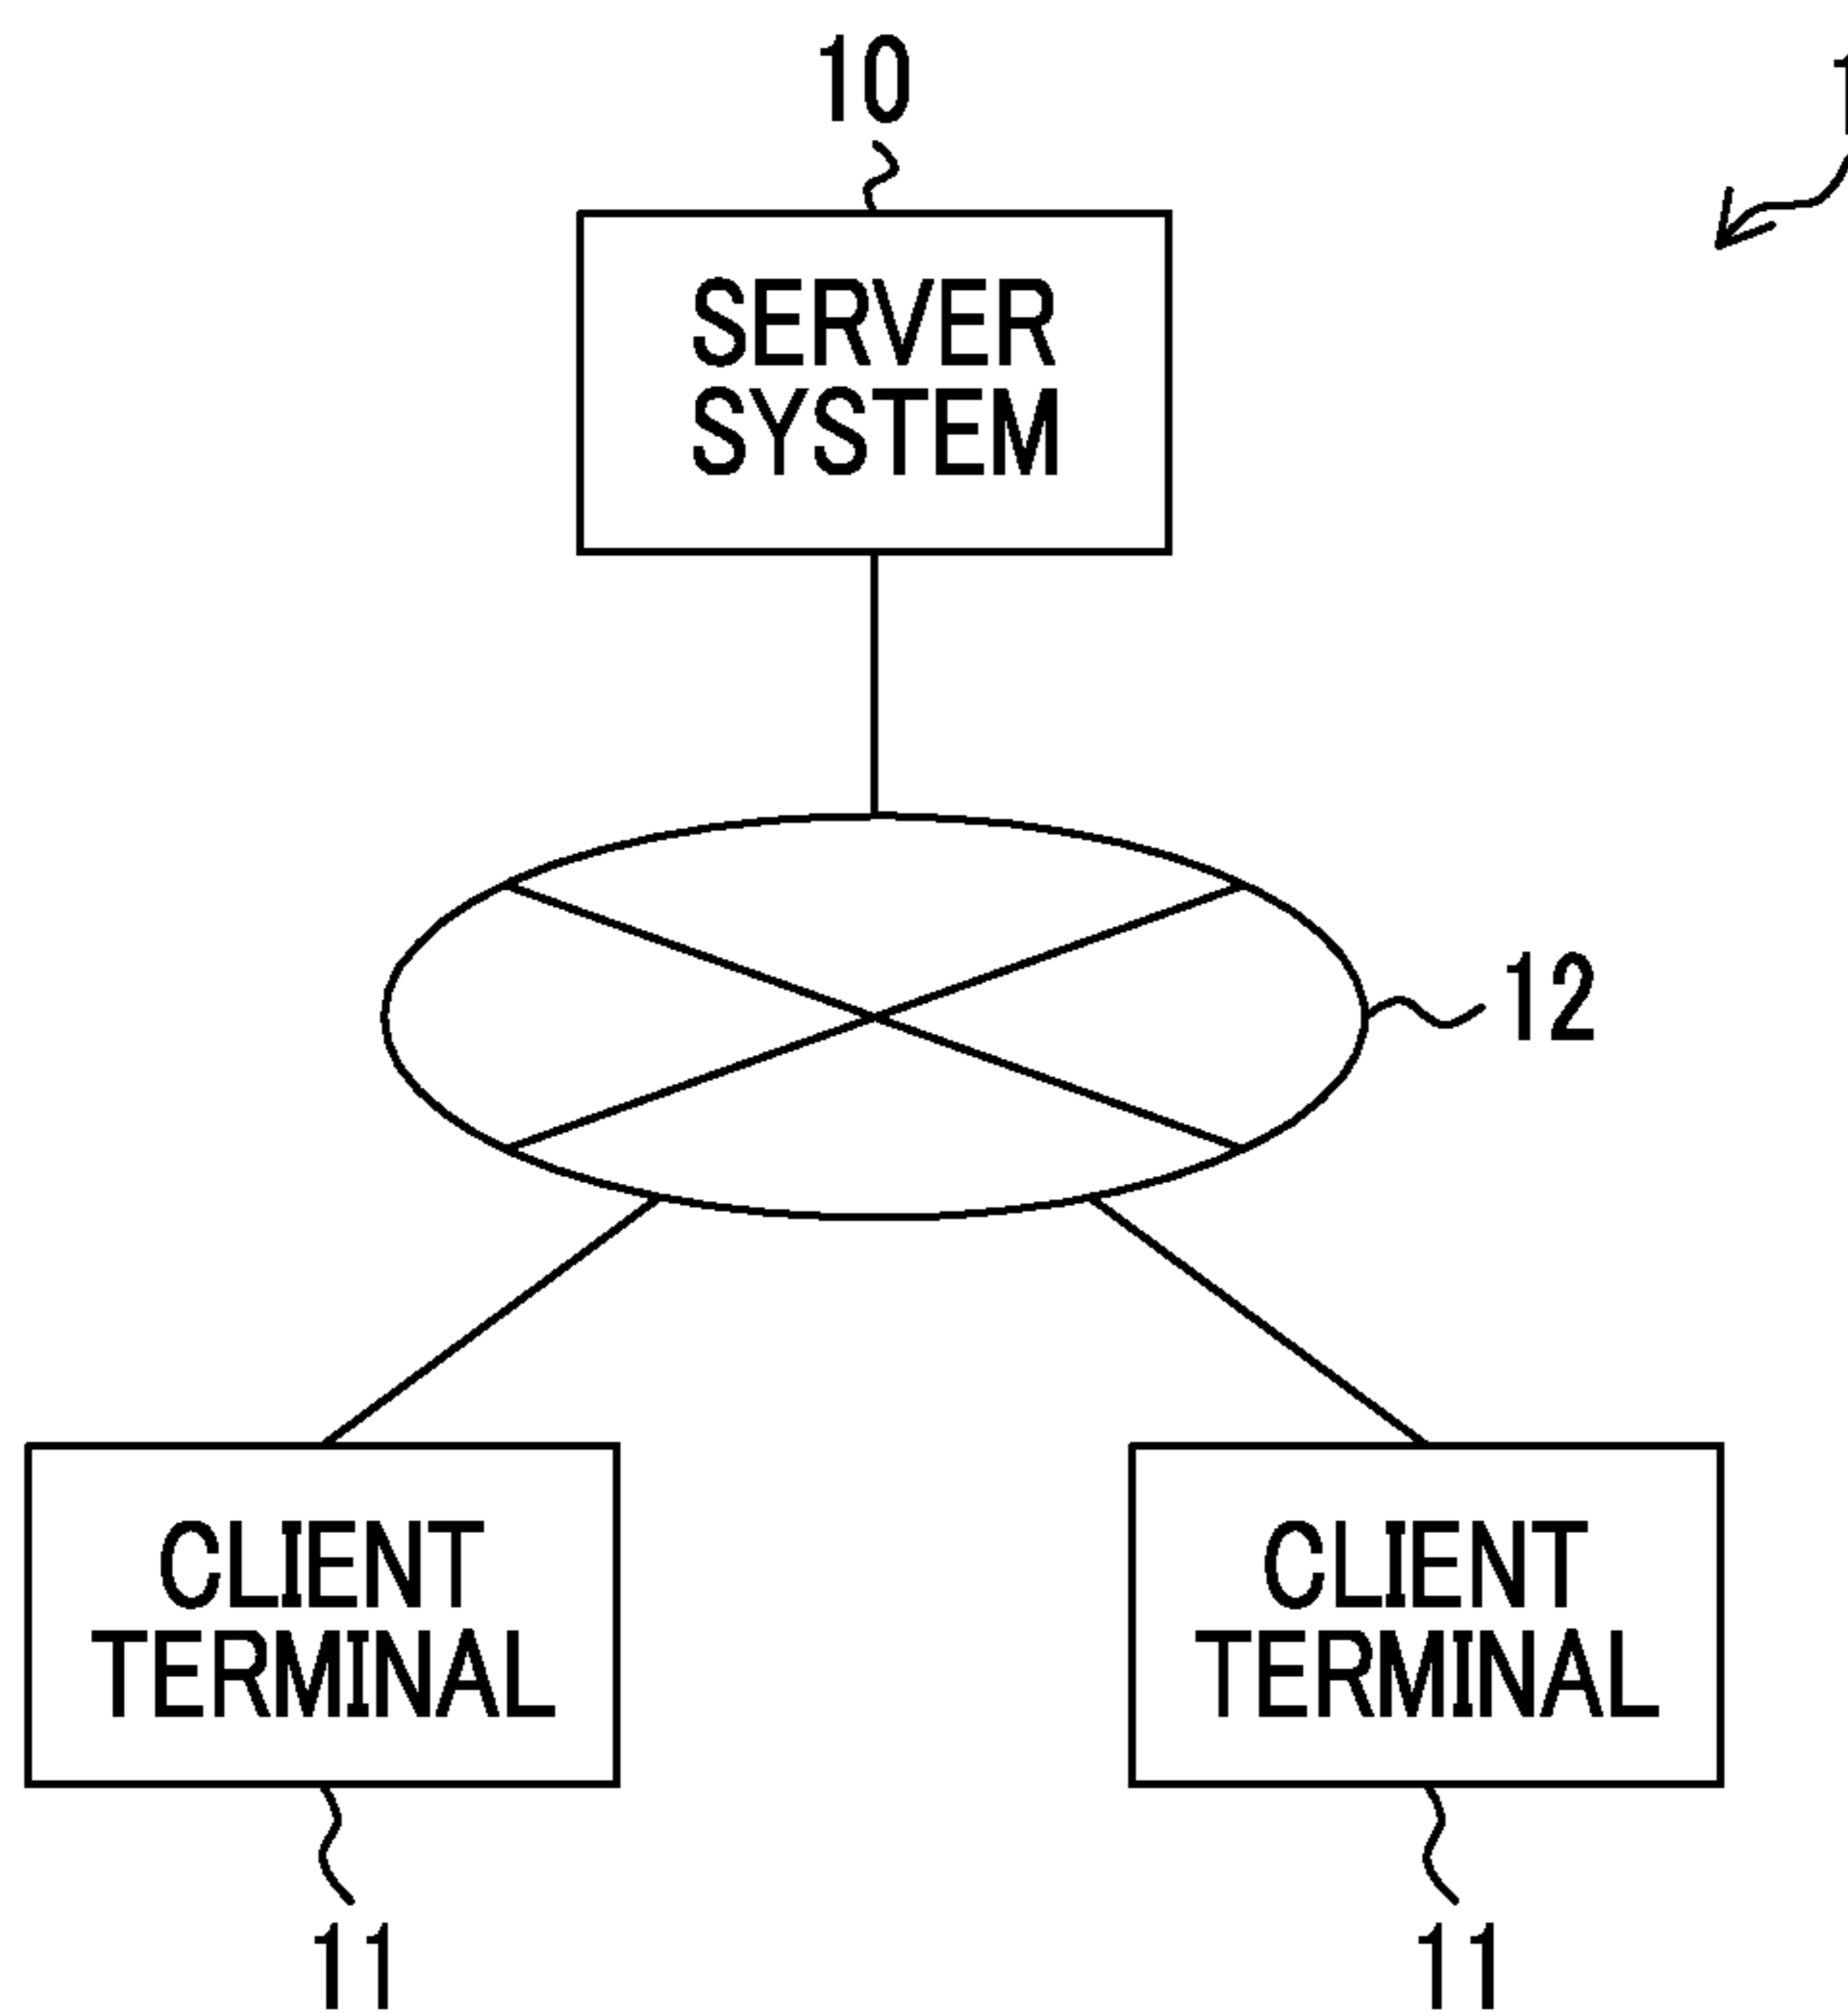 10
SERVER
SYSTEM
12
CLIENT
TERMINAL
CLIENT
TERMINAL
11
11